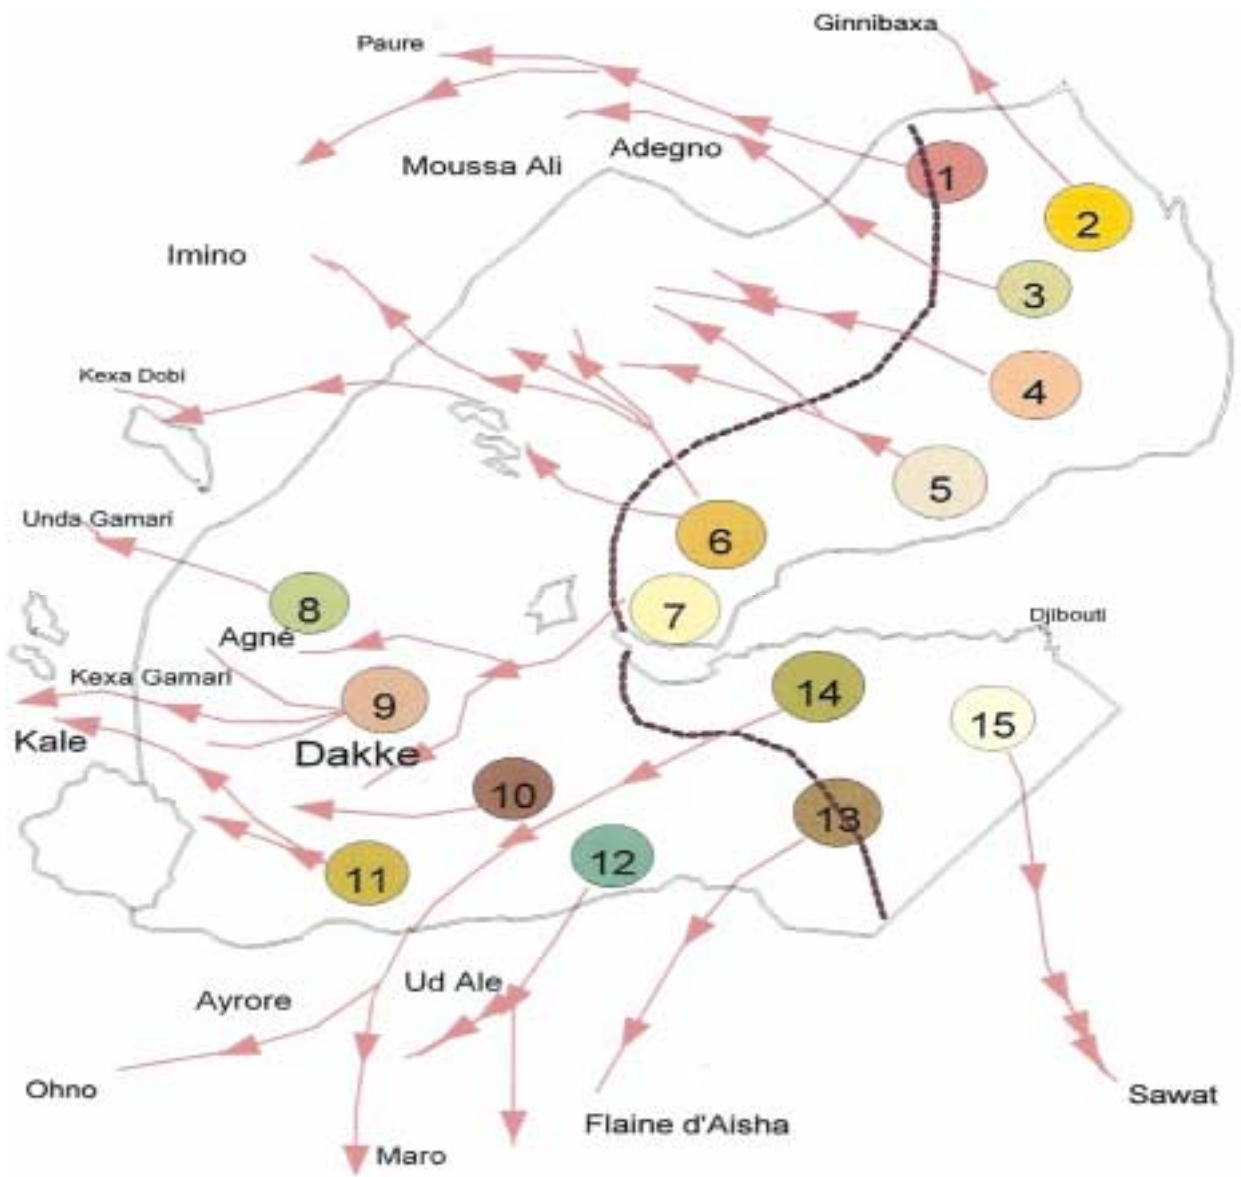 Ginnibaxa
Paure
Adegno
Moussa Ali
1
2
Imino
3
Kexa Dobi
4
5
Unda Gamari
6
8
7
Agné
Djibouti
Kexa Gamari
9
14
15
Kale
Dakke
10
13
12
11
Ud Ale
Ayrore
Ohno
Sawat
Flaine d'Aisha
Maro